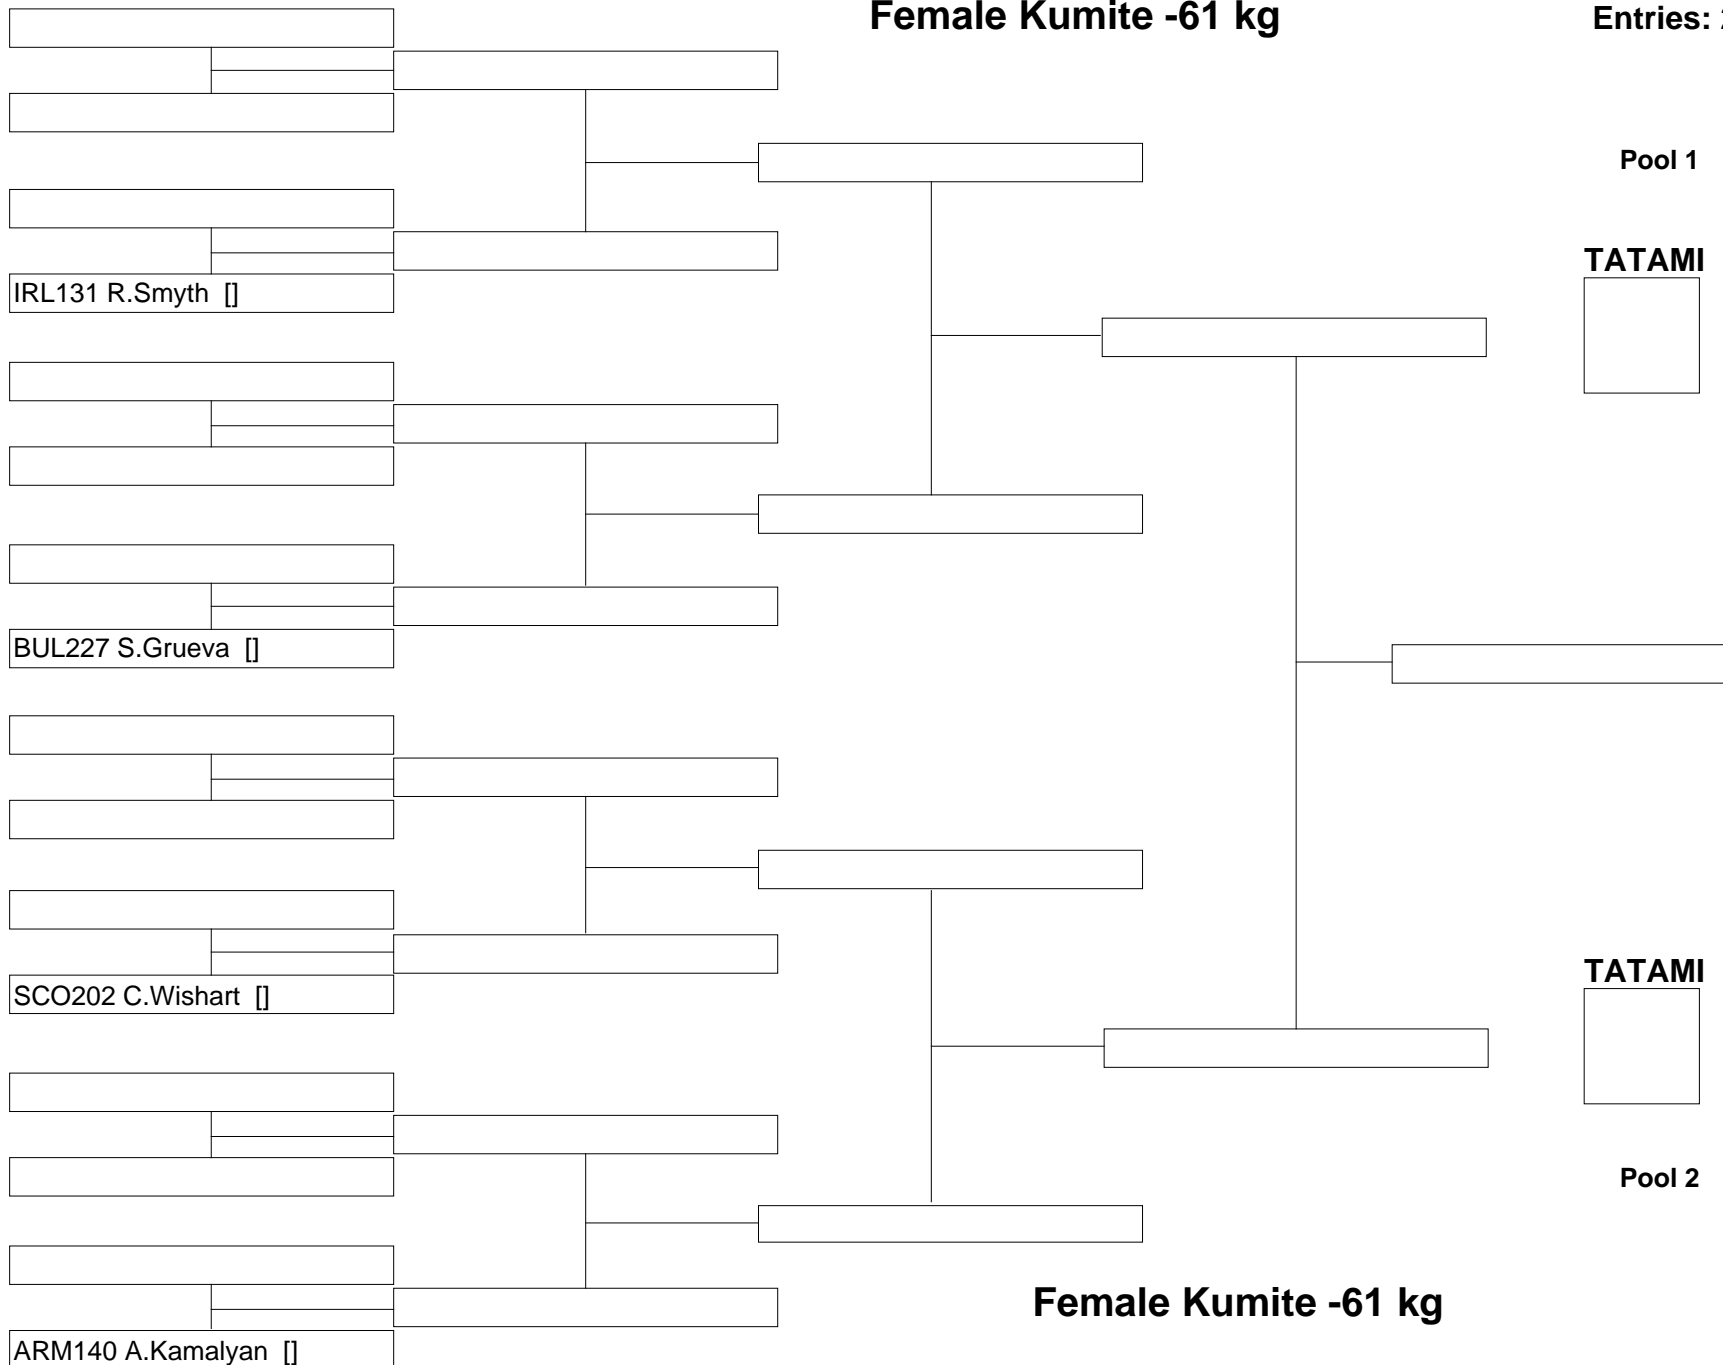 Female Kumite -61 kg
Entries:
Pool 1
TATAMI
IRL131 R.Smyth []
BUL227 S.Grueva []
SCO202 C.Wishart []
TATAMI
Pool 2
Female Kumite -61 kg
ARM140 A.Kamalyan []